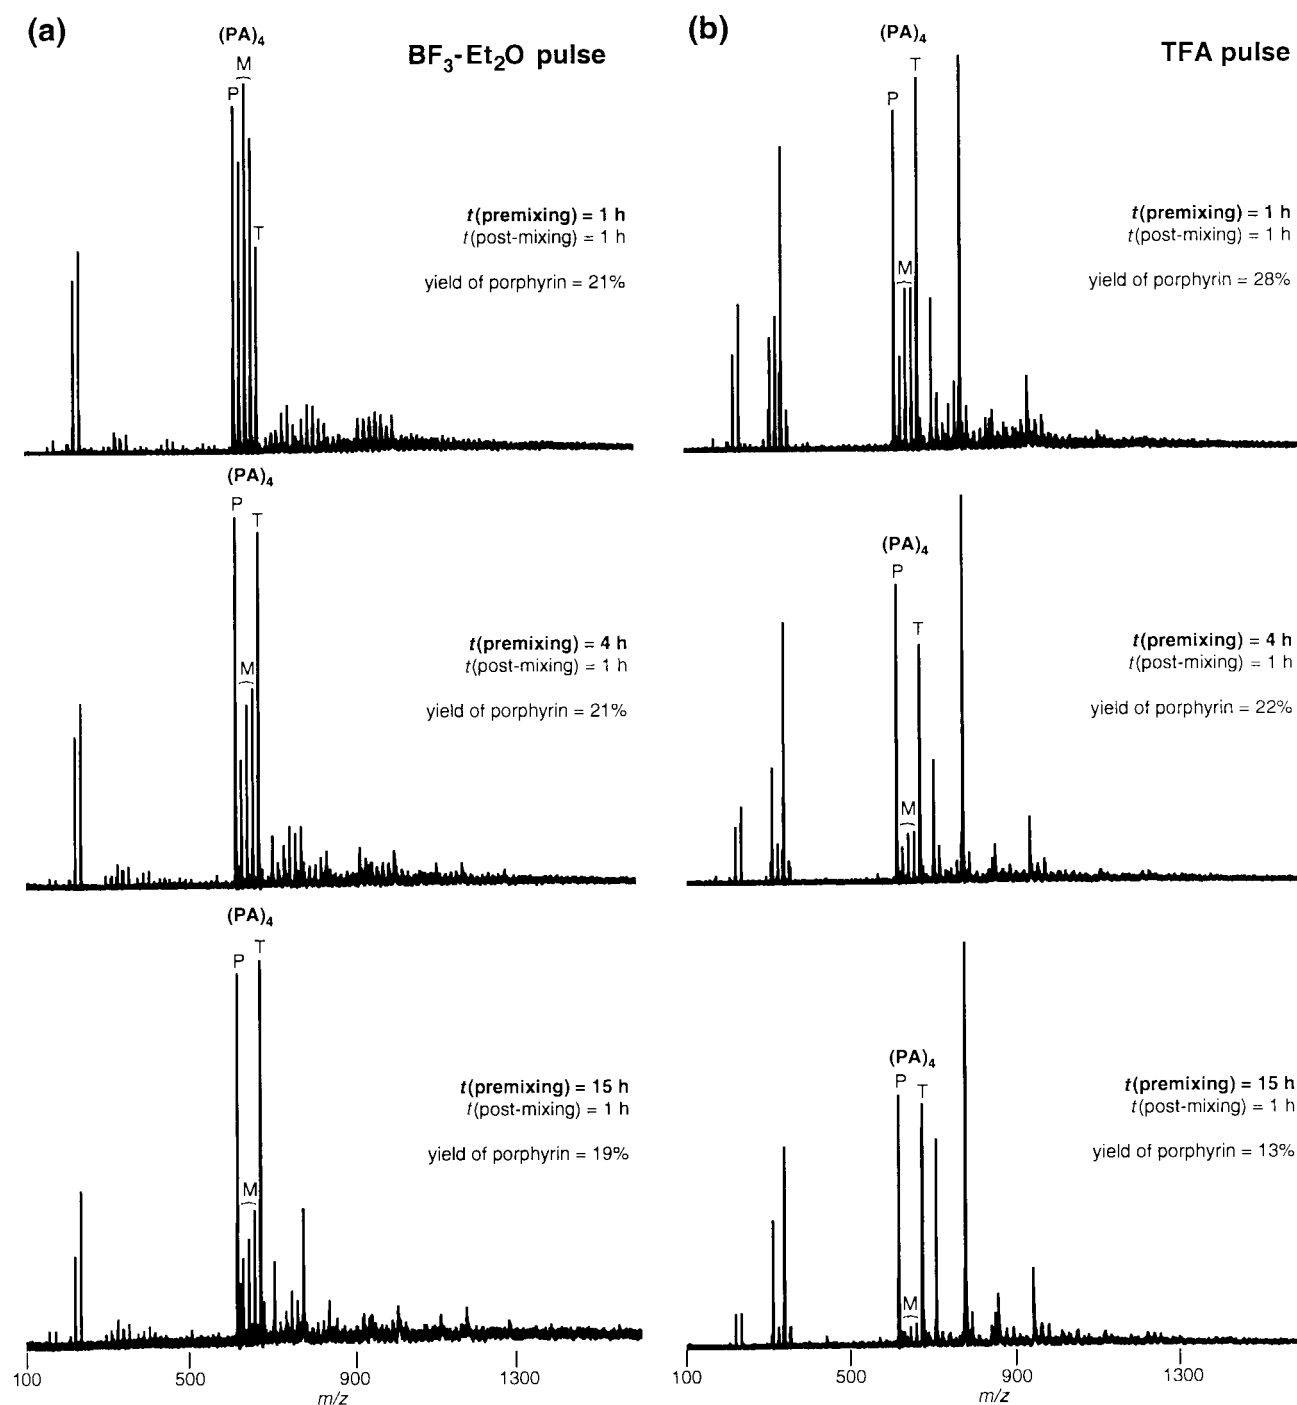 (a)
BF3-Et2O pulse
(PA)4
M
P
T
t(premixing) = 1 h
t(post-mixing) = 1 h
yield of porphyrin = 21%
(PA)4
P
T
M
t(premixing) = 4 h
t(post-mixing) = 1 h
yield of porphyrin = 21%
(PA)4
P
T
M
t(premixing) = 15 h
t(post-mixing) = 1 h
yield of porphyrin = 19%
100
500
900
1300
m/z
(b)
TFA pulse
(PA)4
T
P
M
t(premixing) = 1 h
t(post-mixing) = 1 h
yield of porphyrin = 28%
(PA)4
P
T
M
t(premixing) = 4 h
t(post-mixing) = 1 h
yield of porphyrin = 22%
(PA)4
P
T
M
t(premixing) = 15 h
t(post-mixing) = 1 h
yield of porphyrin = 13%
100
500
900
1300
m/z